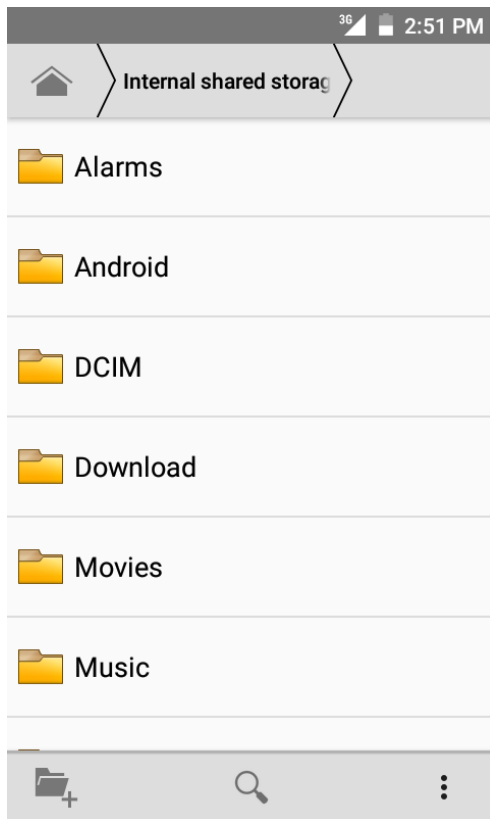 3G 2:51 PM
Internal shared storag
Alarms
Android
DCIM
Download
Movies
Music